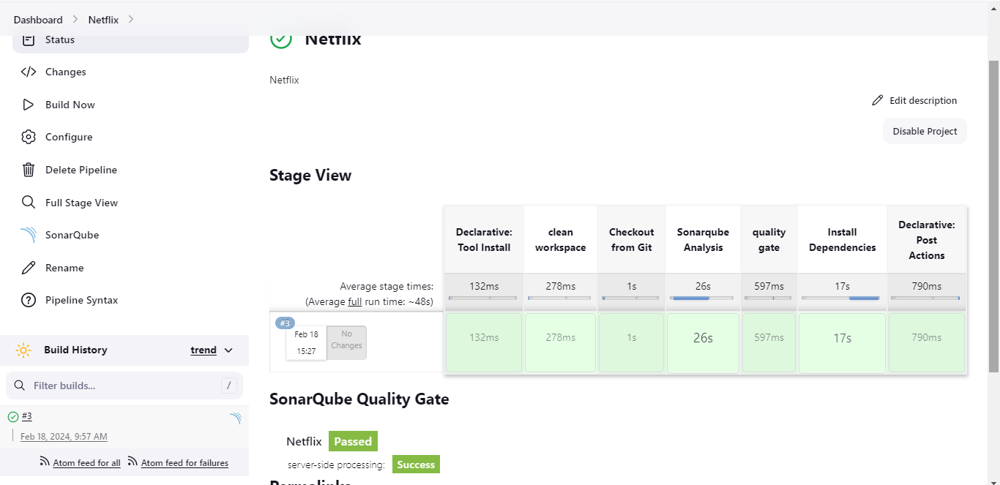 Dashboard
Netflix
Status
Changes
Build Now
Configure
Delete Pipeline
Full Stage View
SonarQube
Rename
Pipeline Syntax
Build History
trend
Filter builds...
/
#3
Feb 18, 2024, 9:57 AM
Atom feed for all
Atom feed for failures
Netflix
Netflix
Edit description
Disable Project
Stage View
Declarative:
Tool Install
clean
workspace
Checkout
from Git
Sonarqube
Analysis
quality
gate
Install
Dependencies
Declarative:
Post
Actions
Average stage times:
(Average full run time: ~48s)
132ms
278ms
1s
26s
597ms
17s
790ms
#3
Feb 18
15:27
No
Changes
132ms
278ms
1s
26s
597ms
17s
790ms
SonarQube Quality Gate
Netflix Passed
server-side processing: Success
Permalinks